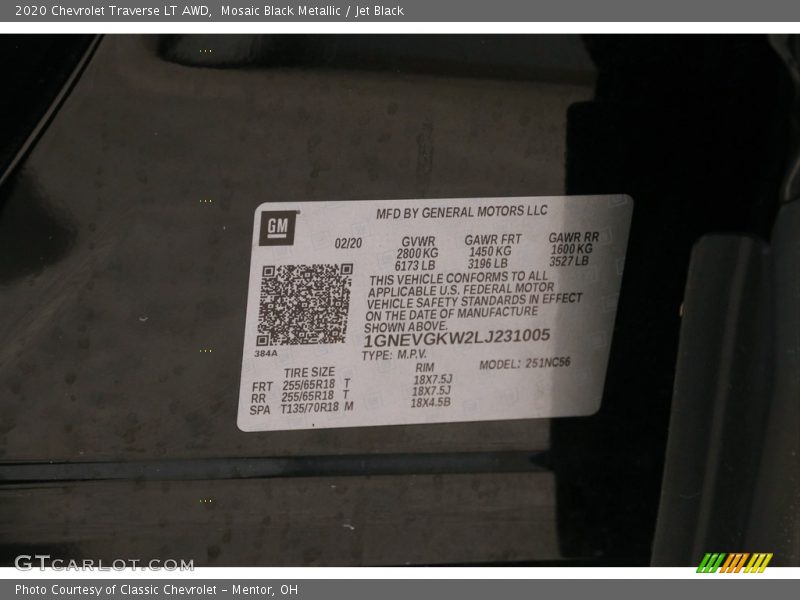 2020 Chevrolet Traverse LT AWD,  Mosaic Black Metallic / Jet Black
GM
MFD BY GENERAL MOTORS LLC
02/20
GVWR GAWR FRT GAWR RR
2800 KG 1450 KG 1600 KG
6173 LB 3196 LB 3527 LB
THIS VEHICLE CONFORMS TO ALL
APPLICABLE U.S. FEDERAL MOTOR
VEHICLE SAFETY STANDARDS IN EFFECT
ON THE DATE OF MANUFACTURE
SHOWN ABOVE.
384A
1GNEVGKW2LJ231005
TYPE: M.P.V. MODEL: 251NC56
TIRE SIZE RIM
FRT 255/65R18 T 18X7.5J
RR 255/65R18 T 18X7.5J
SPA T135/70R18 M 18X4.5B
GTCARLOT.COM
Photo Courtesy of Classic Chevrolet - Mentor, OH